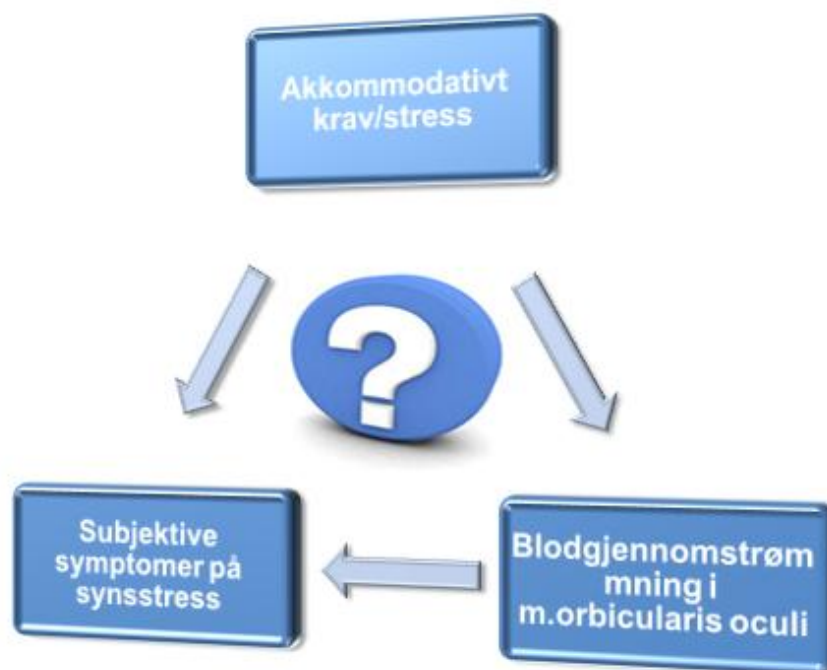 Akkommodativt
krav/stress
?
Subjektive
symptomer på
synsstress
Blodgjennomstrøm
mning i
m.orbicularis oculi